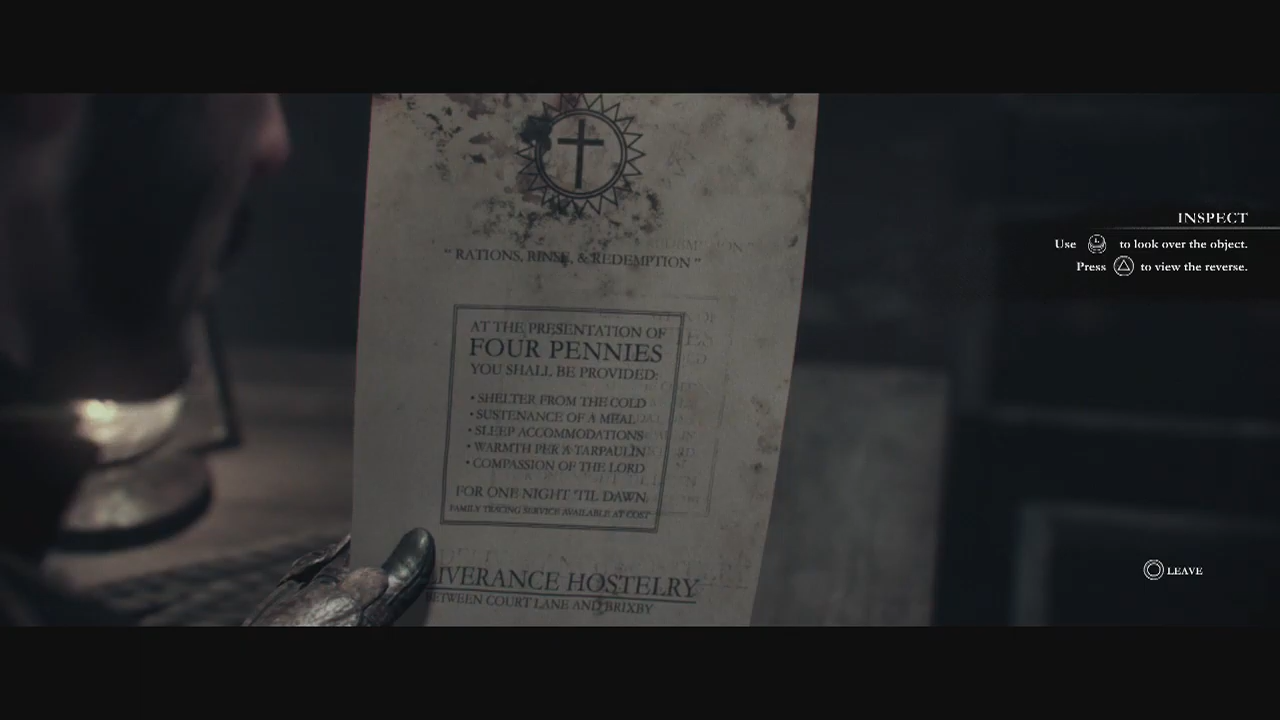 " RATIONS, RINSE, & REDEMPTION "
AT THE PRESENTATION OF
FOUR PENNIES
YOU SHALL BE PROVIDED:
• SHELTER FROM THE COLD
• SUSTENANCE OF A MEAL
• SLEEP ACCOMMODATIONS
• WARMTH PER A TARPAULIN
• COMPASSION OF THE LORD
FOR ONE NIGHT 'TIL DAWN
FAMILY TRACING SERVICE AVAILABLE AT COST
LIVERANCE HOSTELRY
BETWEEN COURT LANE AND BRIXBY
INSPECT
Use L to look over the object.
Press △ to view the reverse.
LEAVE